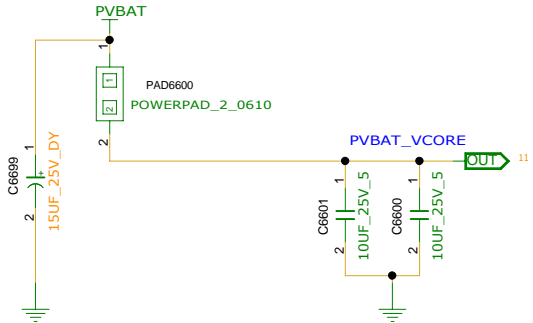 PVBAT
1
1
PAD6600
2
POWERPAD_2_0610
2
PVBAT_VCORE
OUT
11
C6699
1
2
15UF_25V_DY
C6601
1
2
10UF_25V_5
C6600
1
2
10UF_25V_5